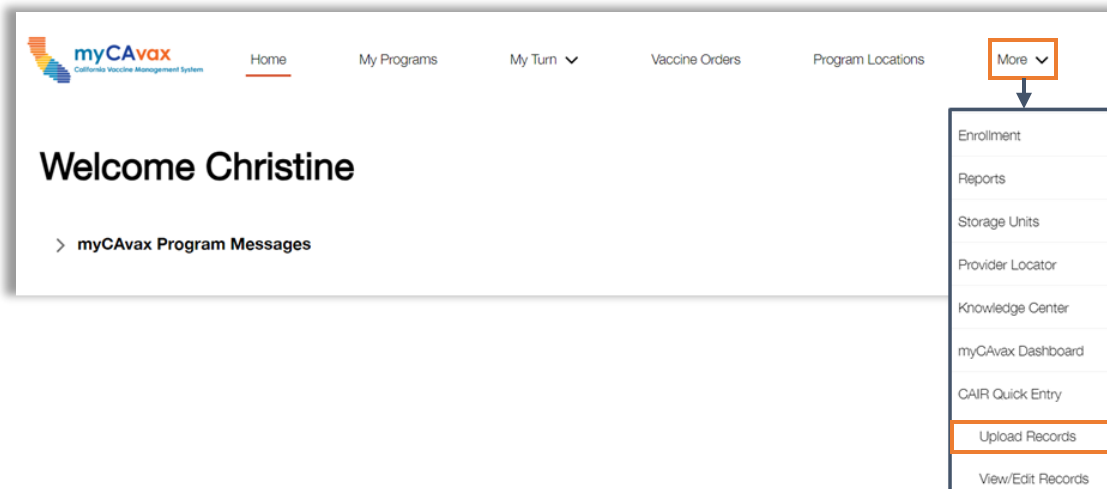 myCAvax
California Vaccine Management System
Home
My Programs
My Turn
Vaccine Orders
Program Locations
More
Welcome Christine
myCAvax Program Messages
Enrollment
Reports
Storage Units
Provider Locator
Knowledge Center
myCAvax Dashboard
CAIR Quick Entry
Upload Records
View/Edit Records